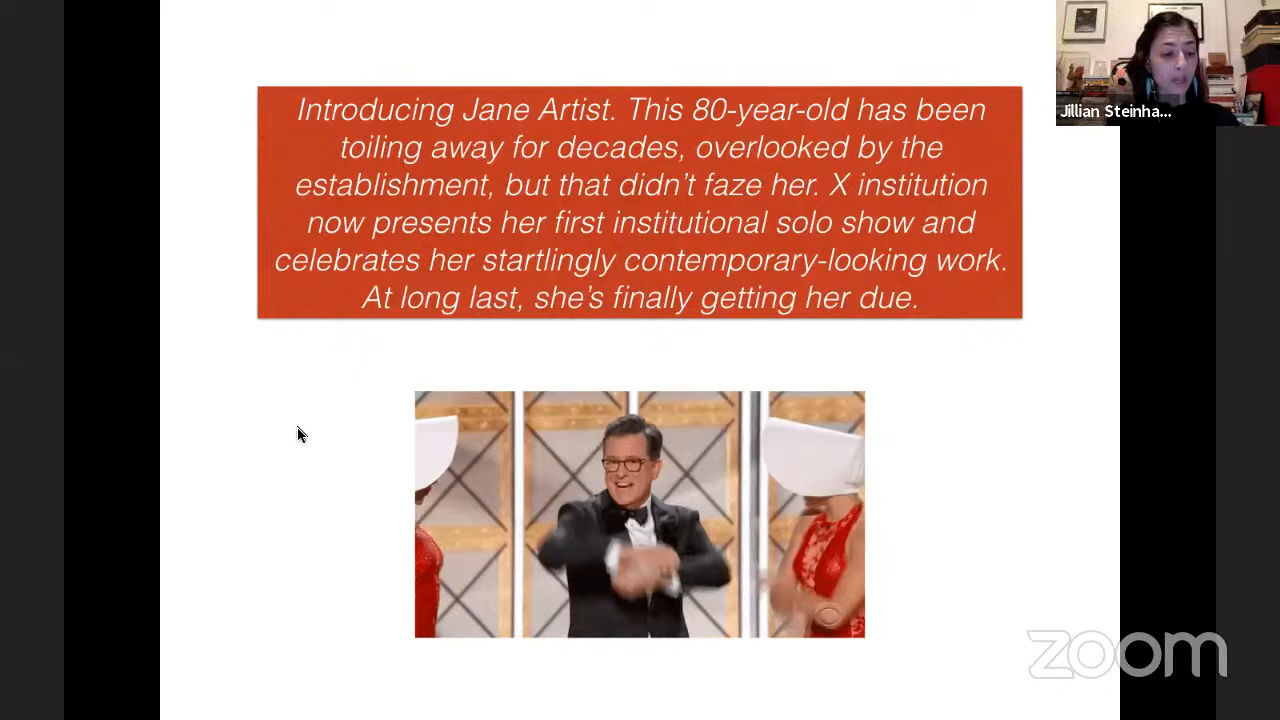 Introducing Jane Artist. This 80-year-old has been
toiling away for decades, overlooked by the
establishment, but that didn't faze her. X institution
now presents her first institutional solo show and
celebrates her startlingly contemporary-looking work.
At long last, she's finally getting her due.
Jillian Steinha...
zoom